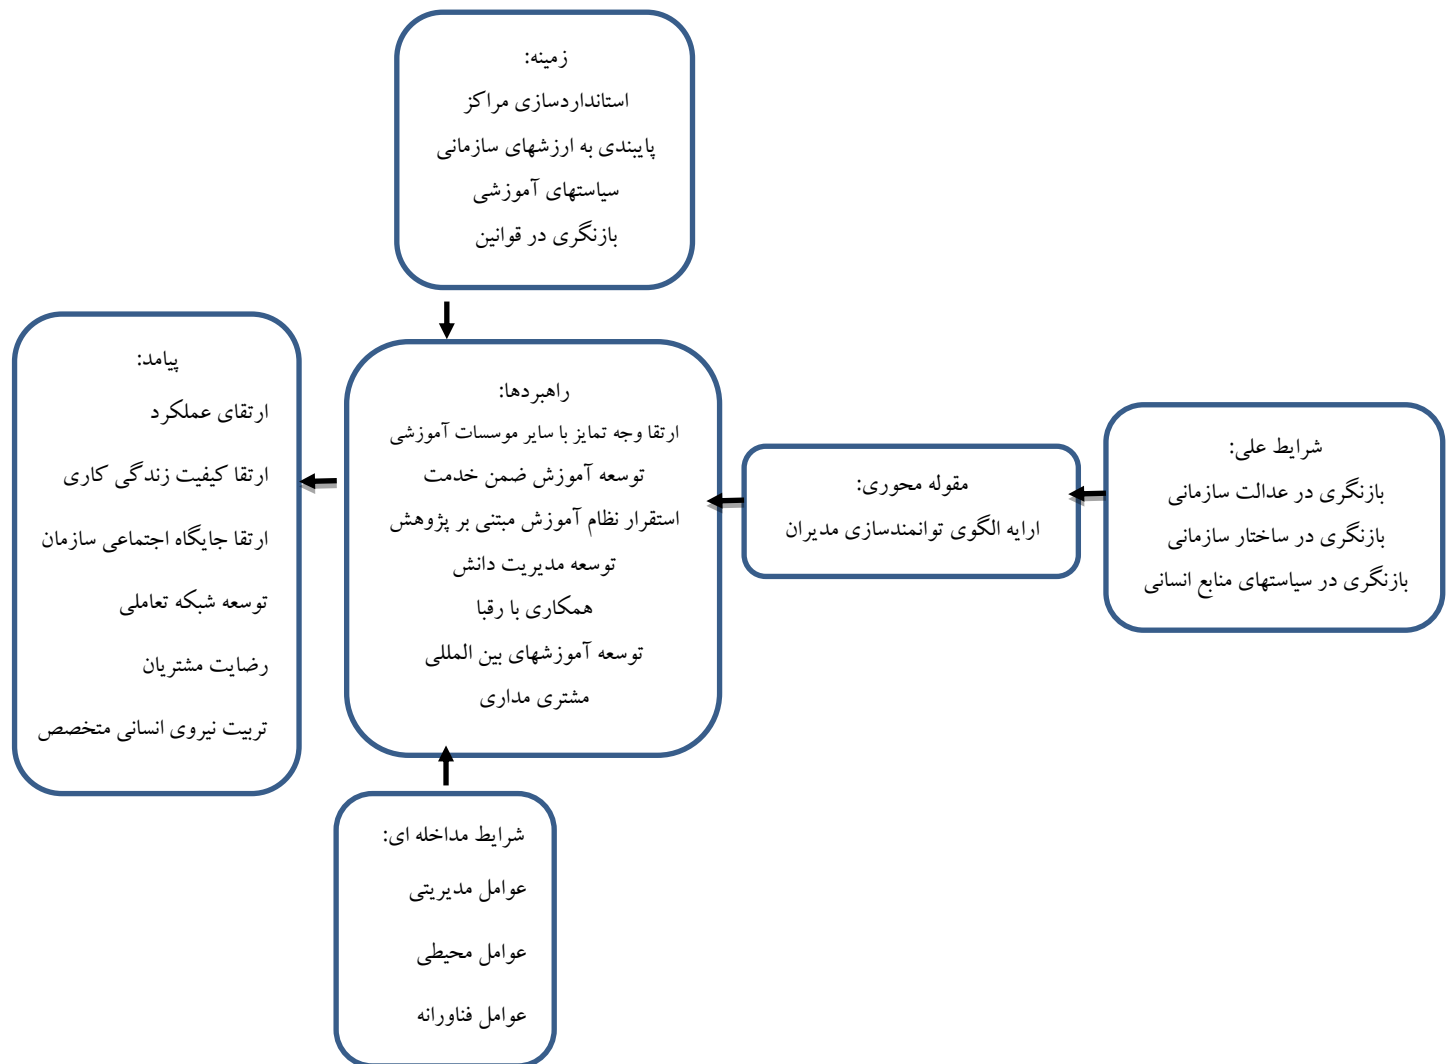 زمینه:
استانداردسازی مراکز
پایبندی به ارزشهای سازمانی
سیاستهای آموزشی
بازنگری در قوانین
شرایط علی:
بازنگری در عدالت سازمانی
بازنگری در ساختار سازمانی
بازنگری در سیاستهای منابع انسانی
مقوله محوری:
ارایه الگوی توانمندسازی مدیران
راهبردها:
ارتقا وجه تمایز با سایر موسسات آموزشی
توسعه آموزش ضمن خدمت
استقرار نظام آموزش مبتنی بر پژوهش
توسعه مدیریت دانش
همکاری با رقبا
توسعه آموزشهای بین المللی
مشتری مداری
پیامد:
ارتقای عملکرد
ارتقا کیفیت زندگی کاری
ارتقا جایگاه اجتماعی سازمان
توسعه شبکه تعاملی
رضایت مشتریان
تربیت نیروی انسانی متخصص
شرایط مداخله ای:
عوامل مدیریتی
عوامل محیطی
عوامل فناورانه